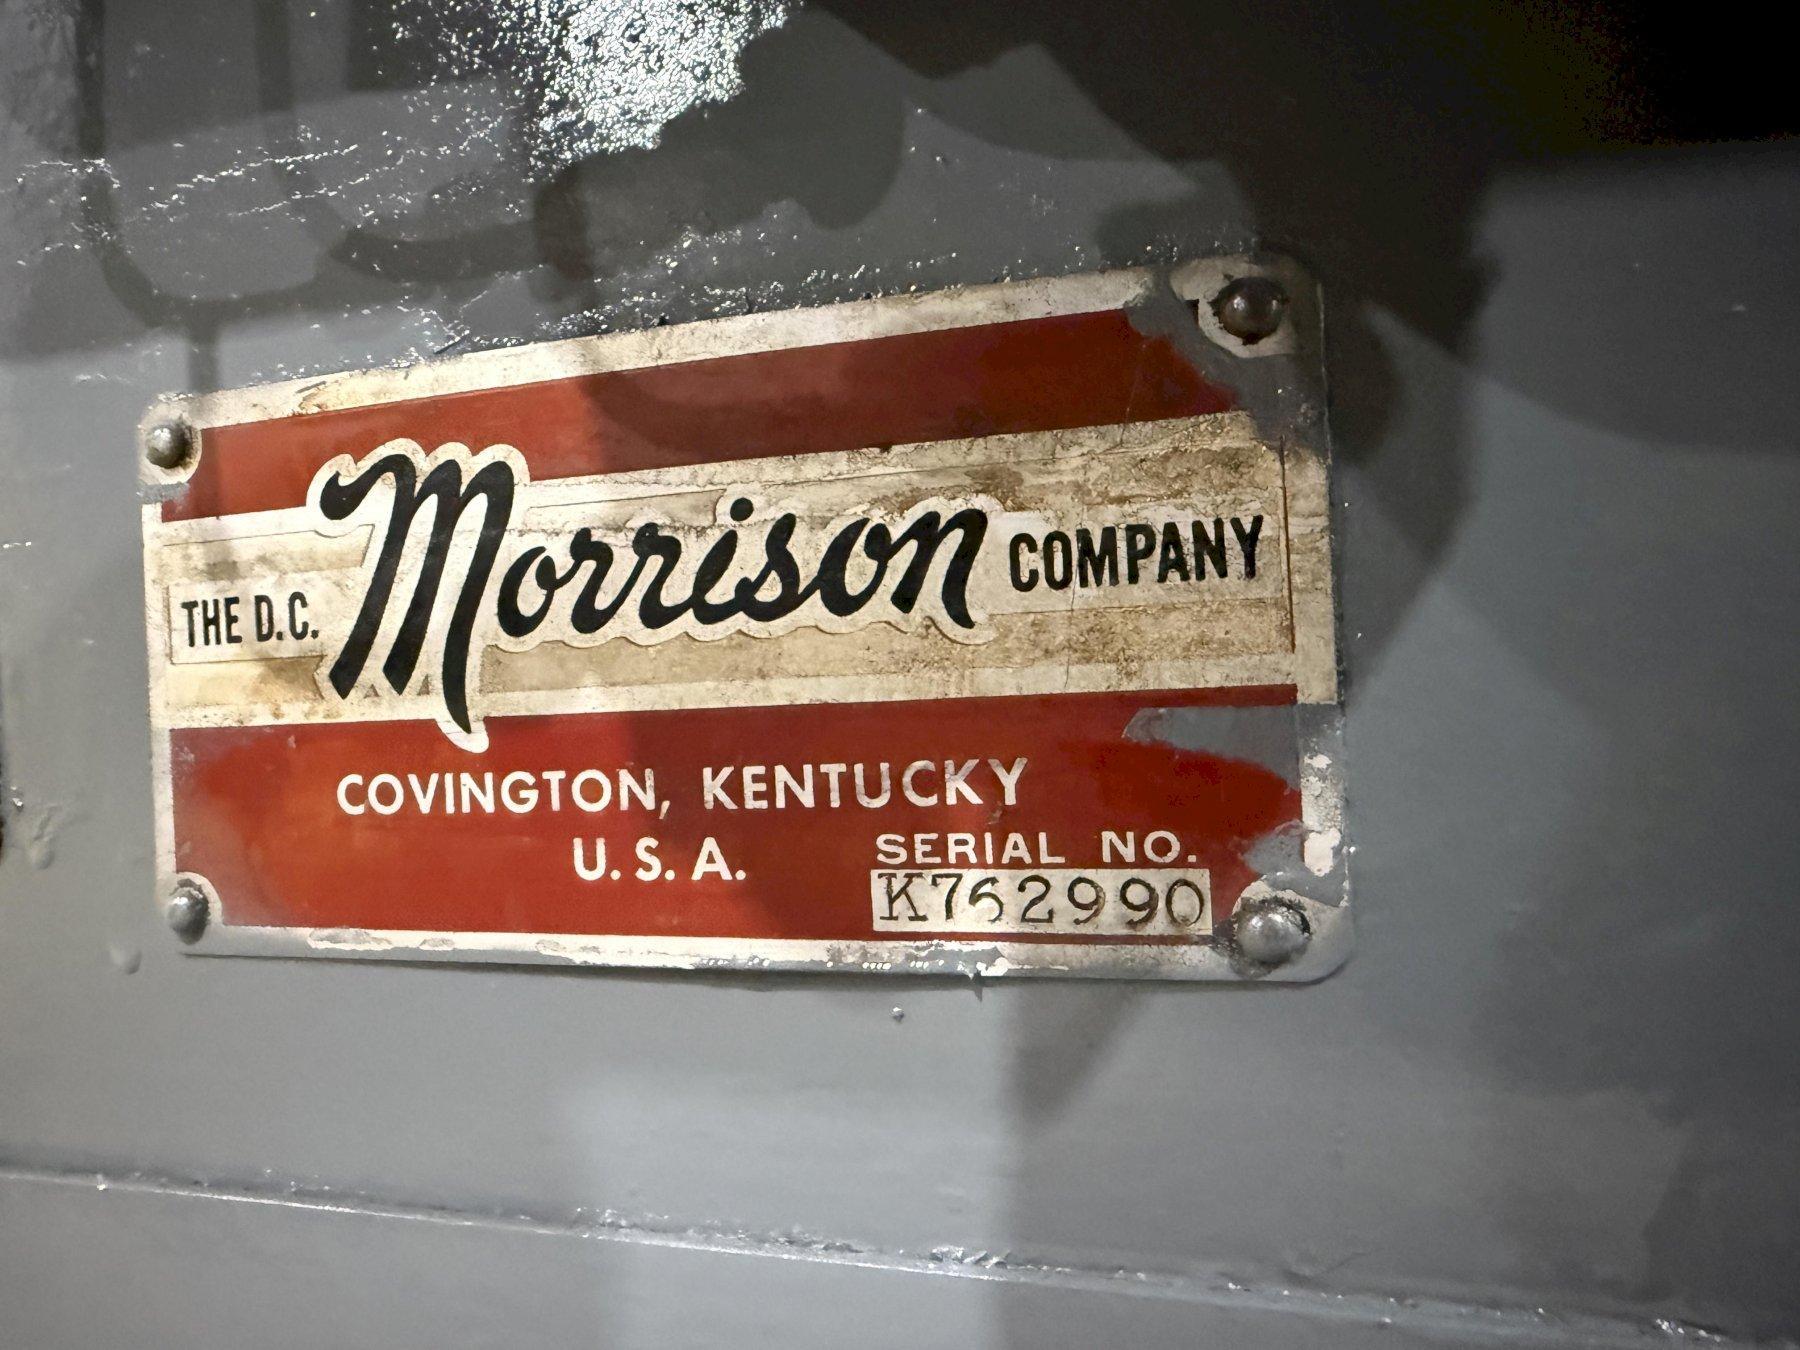 THE D.C. Morrison COMPANY
COVINGTON, KENTUCKY
U.S.A.
SERIAL NO.
K762990